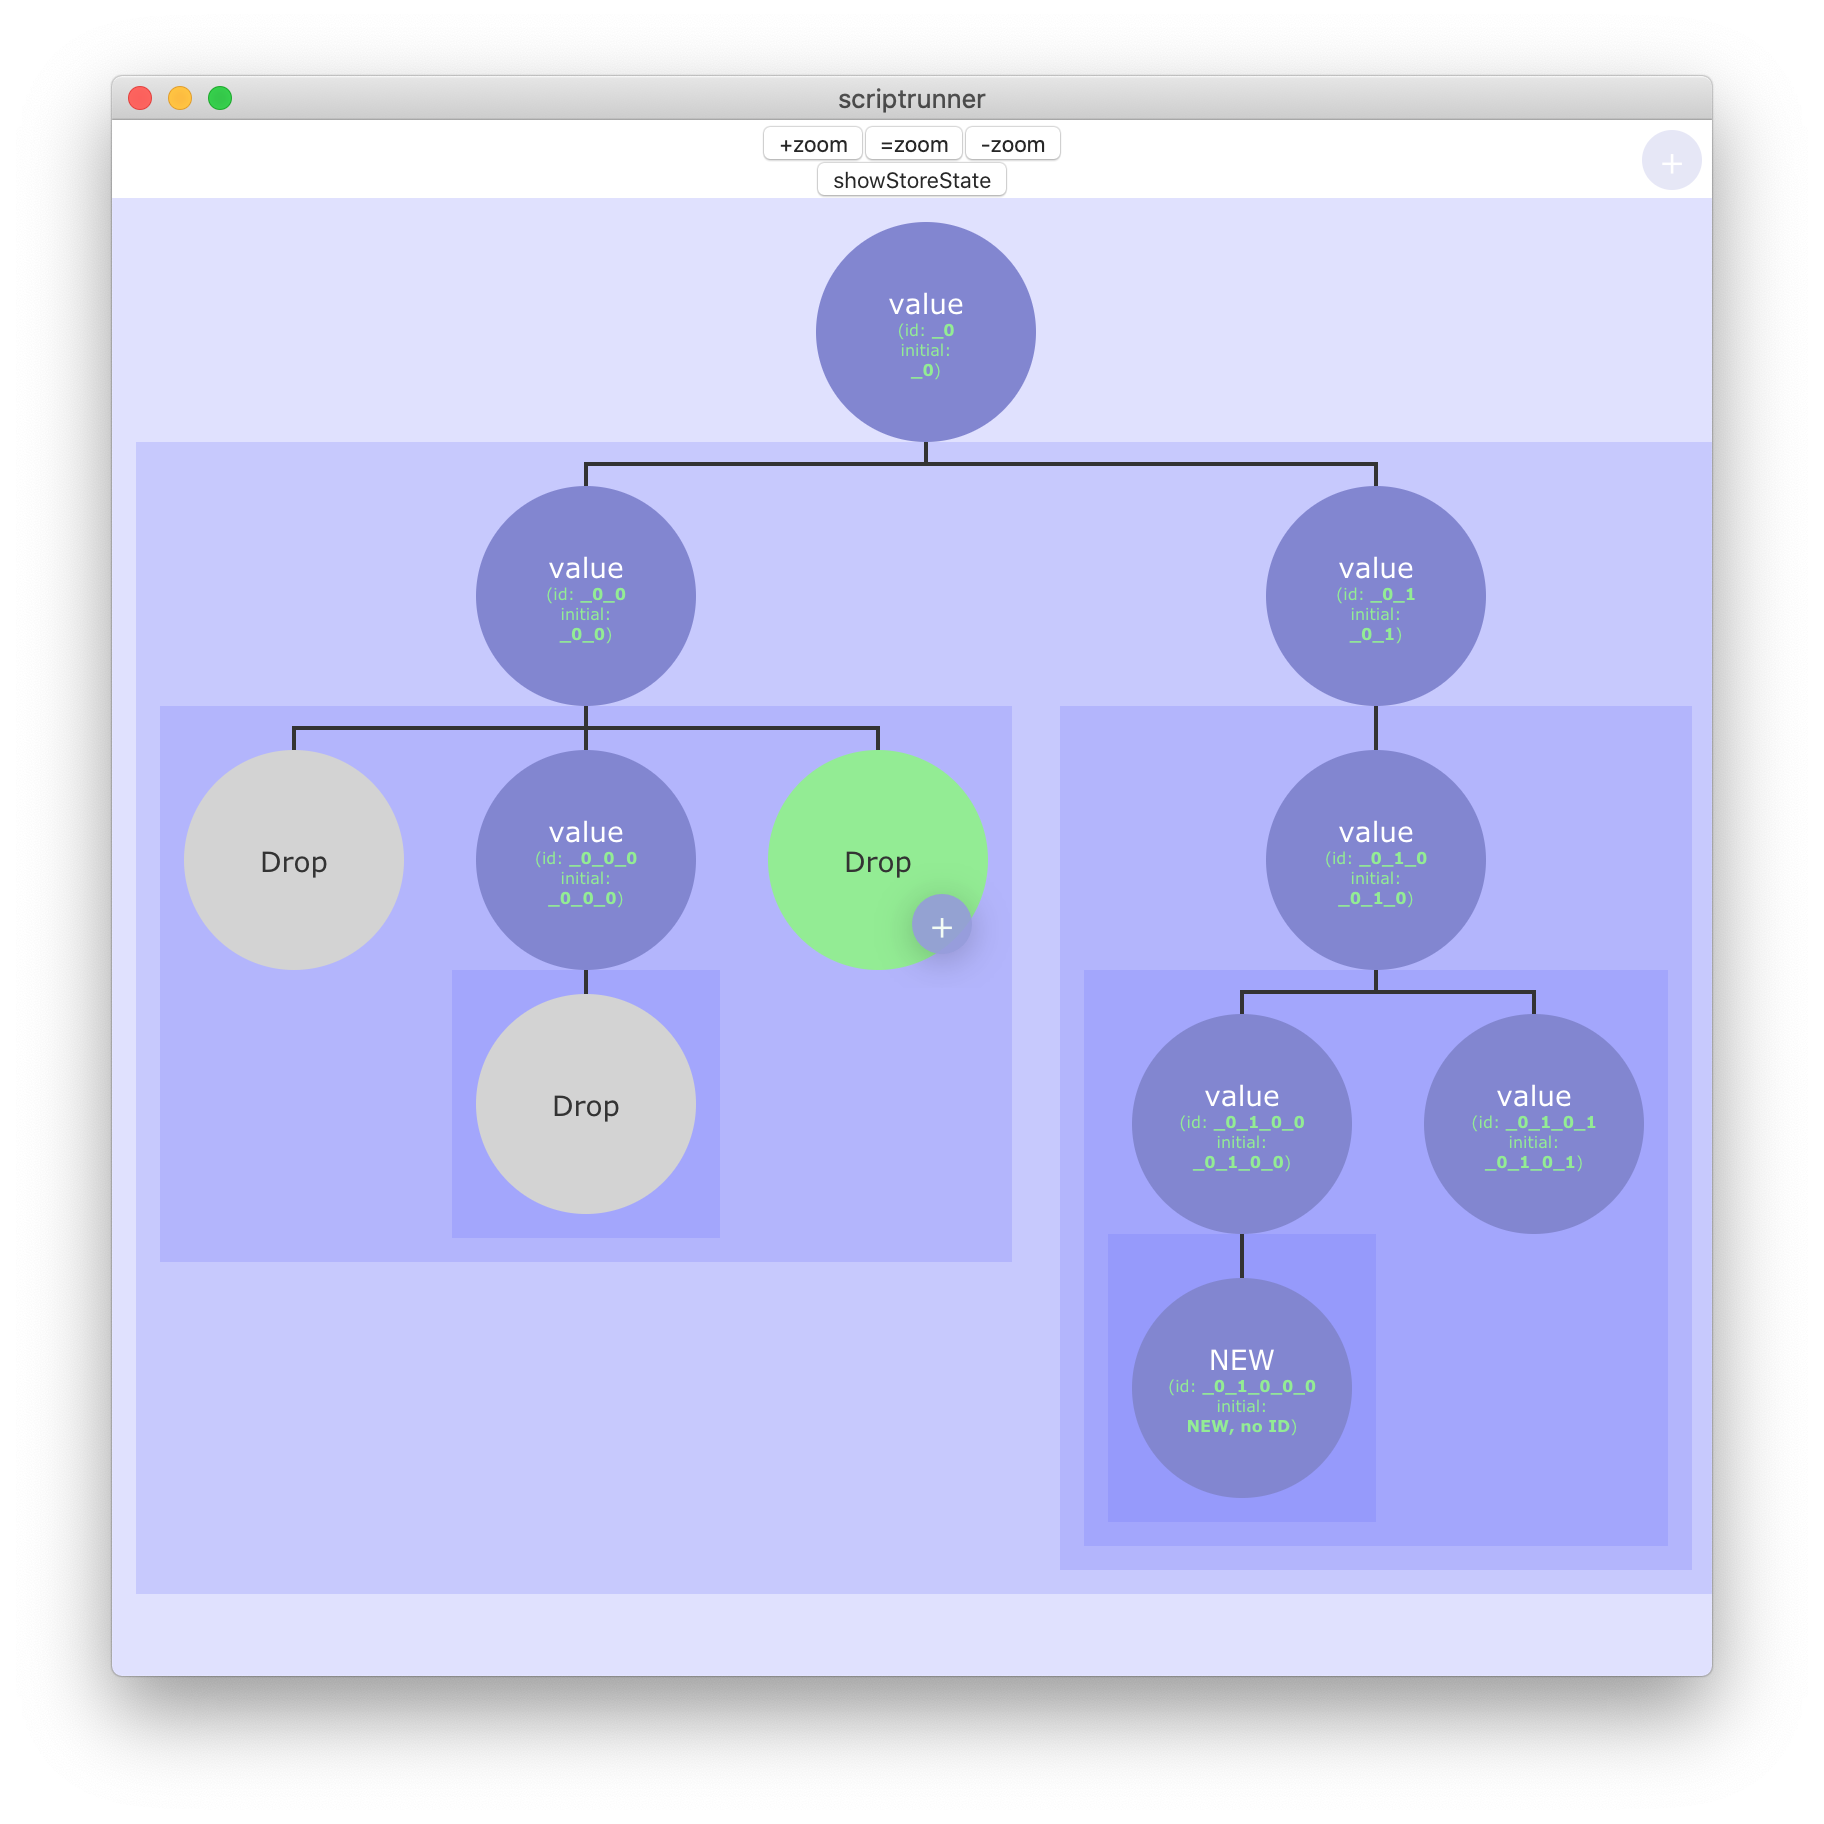 scriptrunner
+zoom =zoom -zoom
showStoreState
+
value
(id: _0
initial:
_0)
value
(id: _0_0
initial:
_0_0)
value
(id: _0_1
initial:
_0_1)
Drop
value
(id: _0_0_0
initial:
_0_0_0)
Drop
+
value
(id: _0_1_0
initial:
_0_1_0)
Drop
value
(id: _0_1_0_0
initial:
_0_1_0_0)
value
(id: _0_1_0_1
initial:
_0_1_0_1)
NEW
(id: _0_1_0_0_0
initial:
NEW, no ID)